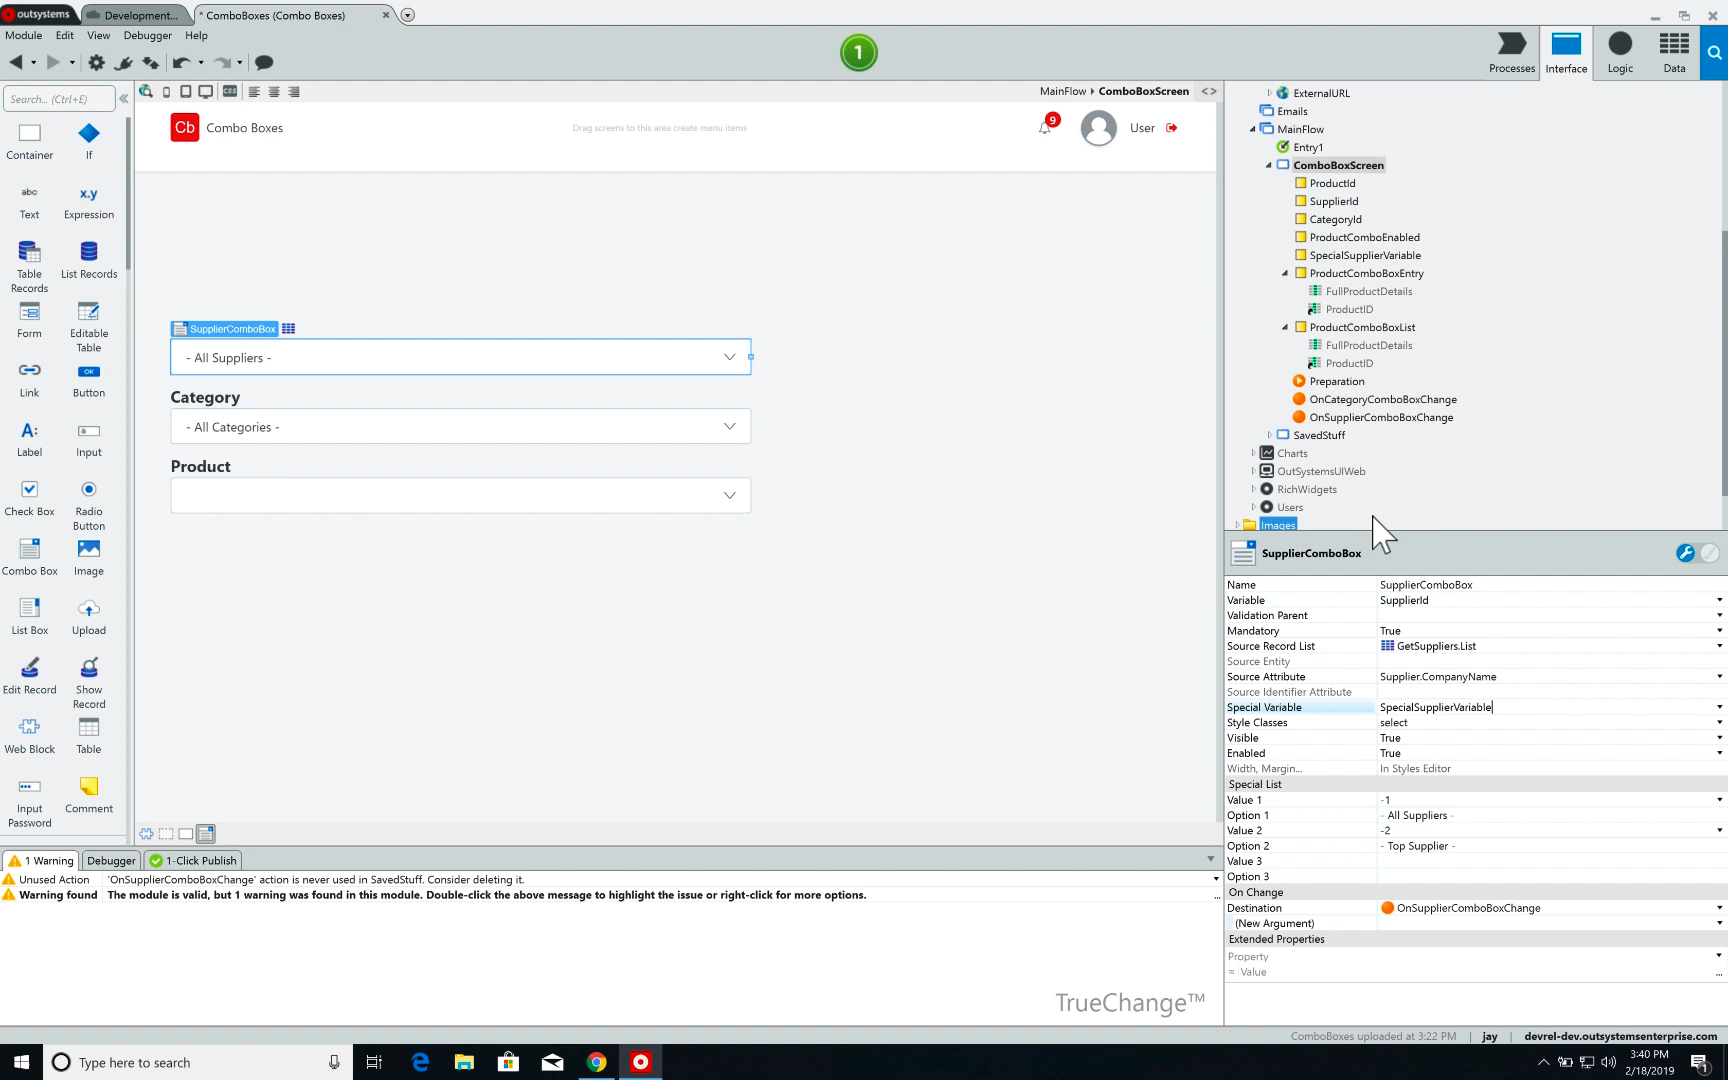 outsystems
Development...
* ComboBoxes (Combo Boxes)
Module Edit View Debugger Help
1
Processes Interface Logic Data
Search... (Ctrl+E)
MainFlow ComboBoxScreen
Container If
Text Expression
Table Records List Records
Form Editable Table
Link Button
Label Input
Check Box Radio Button
Combo Box Image
List Box Upload
Edit Record Show Record
Web Block Table
Input Password Comment
Cb Combo Boxes
Drag screens to this area create menu items
9
User
SupplierComboBox
- All Suppliers -
Category
- All Categories -
Product
ExternalURL
Emails
MainFlow
Entry1
ComboBoxScreen
ProductId
SupplierId
CategoryId
ProductComboEnabled
SpecialSupplierVariable
ProductComboBoxEntry
FullProductDetails
ProductID
ProductComboBoxList
FullProductDetails
ProductID
Preparation
OnCategoryComboBoxChange
OnSupplierComboBoxChange
SavedStuff
Charts
OutSystemsUIWeb
RichWidgets
Users
Images
SupplierComboBox
Name SupplierComboBox
Variable SupplierId
Validation Parent
Mandatory True
Source Record List GetSuppliers.List
Source Entity
Source Attribute Supplier.CompanyName
Source Identifier Attribute
Special Variable SpecialSupplierVariable
Style Classes select
Visible True
Enabled True
Width, Margin... In Styles Editor
Special List
Value 1 -1
Option 1 - All Suppliers -
Value 2 -2
Option 2 - Top Supplier -
Value 3
Option 3
On Change
Destination OnSupplierComboBoxChange
(New Argument)
Extended Properties
Property
= Value ...
1 Warning Debugger 1-Click Publish
Unused Action 'OnSupplierComboBoxChange' action is never used in SavedStuff. Consider deleting it.
Warning found The module is valid, but 1 warning was found in this module. Double-click the above message to highlight the issue or right-click for more options. ...
TrueChange™
ComboBoxes uploaded at 3:22 PM jay devrel-dev.outsystemsenterprise.com
Type here to search
3:40 PM
2/18/2019
1